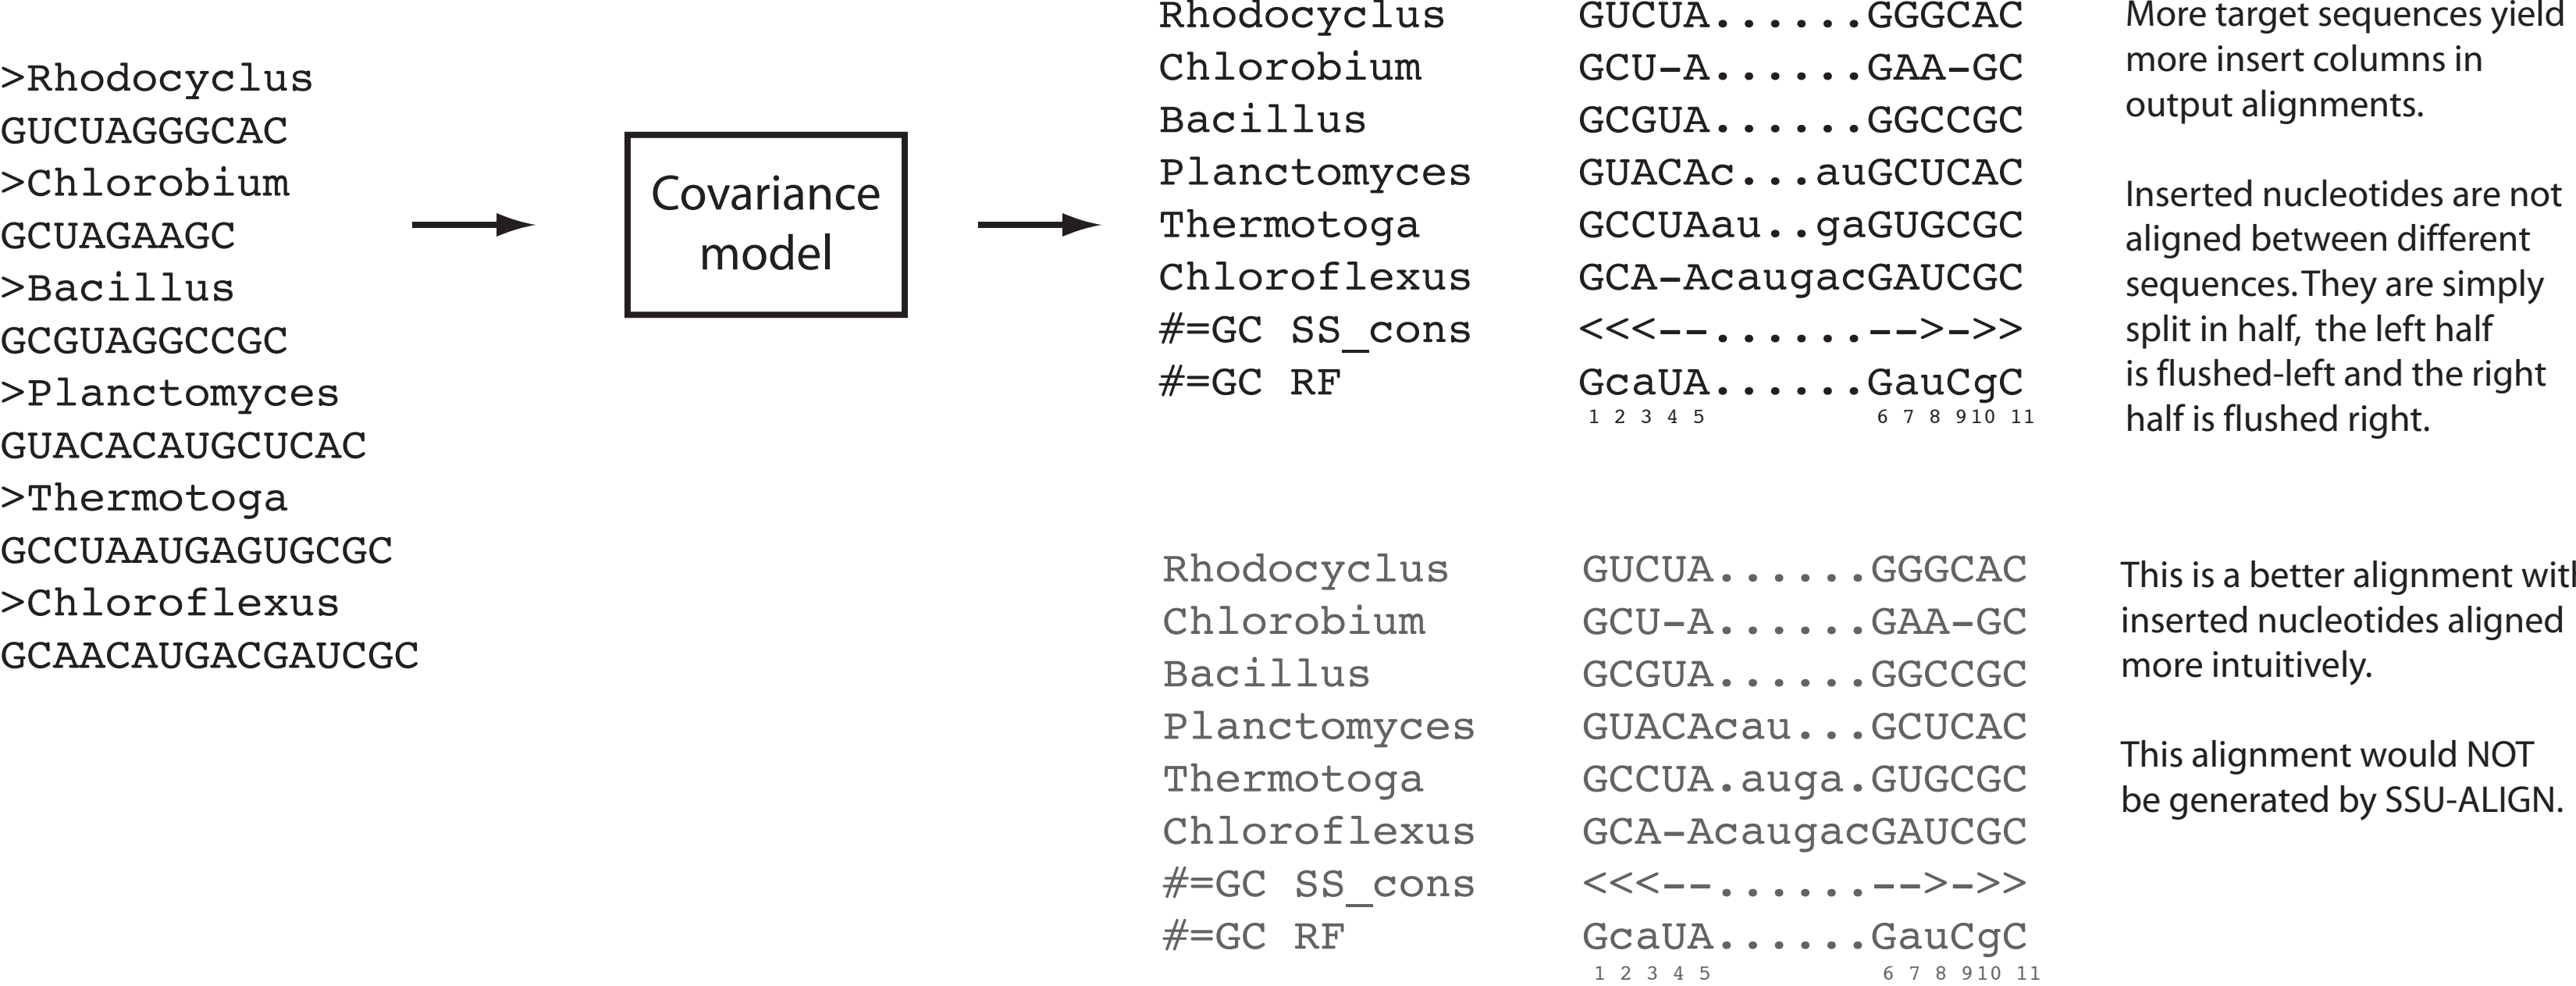 >Rhodocyclus
GUCUAGGGCAC
>Chlorobium
GCUAGAAGC
>Bacillus
GCGUAGGCCGC
>Planctomyces
GUACACAUGCUCAC
>Thermotoga
GCCUAAUGAGUGCGC
>Chloroflexus
GCAACAUGACGAUCGC
Covariance
model
Rhodocyclus GUCUA......GGGCAC
Chlorobium GCU-A......GAA-GC
Bacillus GCGUA......GGCCGC
Planctomyces GUACAc...auGCUCAC
Thermotoga GCCUAau..gaGUGCGC
Chloroflexus GCA-AcaugacGAUCGC
#=GC SS_cons <<<--......-->->>
#=GC RF GcaUA......GauCgC
1 2 3 4 5 6 7 8 9 10 11
More target sequences yield
more insert columns in
output alignments.
Inserted nucleotides are not
aligned between different
sequences. They are simply
split in half, the left half
is flushed-left and the right
half is flushed right.
Rhodocyclus GUCUA......GGGCAC
Chlorobium GCU-A......GAA-GC
Bacillus GCGUA......GGCCGC
Planctomyces GUACAcau...GCUCAC
Thermotoga GCCUA.auga.GUGCGC
Chloroflexus GCA-AcaugacGAUCGC
#=GC SS_cons <<<--......-->->>
#=GC RF GcaUA......GauCgC
1 2 3 4 5 6 7 8 9 10 11
This is a better alignment with
inserted nucleotides aligned
more intuitively.
This alignment would NOT
be generated by SSU-ALIGN.